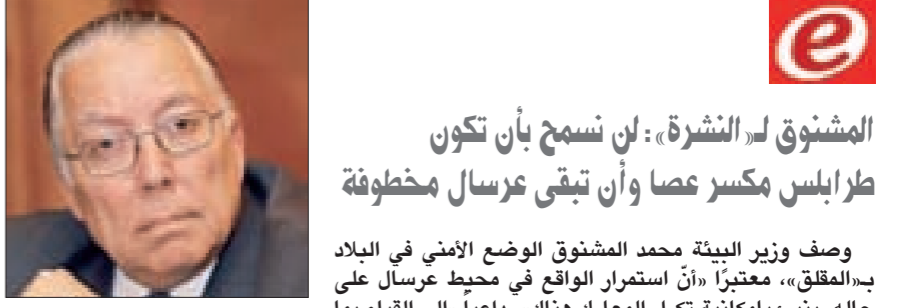 e
المشنوق لـ«النشرة»: لن نسمح بأن تكون
طرابلس مكسر عصا وأن تبقى عرسال مخطوفة
وصف وزير البيئة محمد المشنوق الوضع الأمني في البلاد
بـ«المقلق»، معتبرًا «أنّ استمرار الواقع في محيط عرسال على